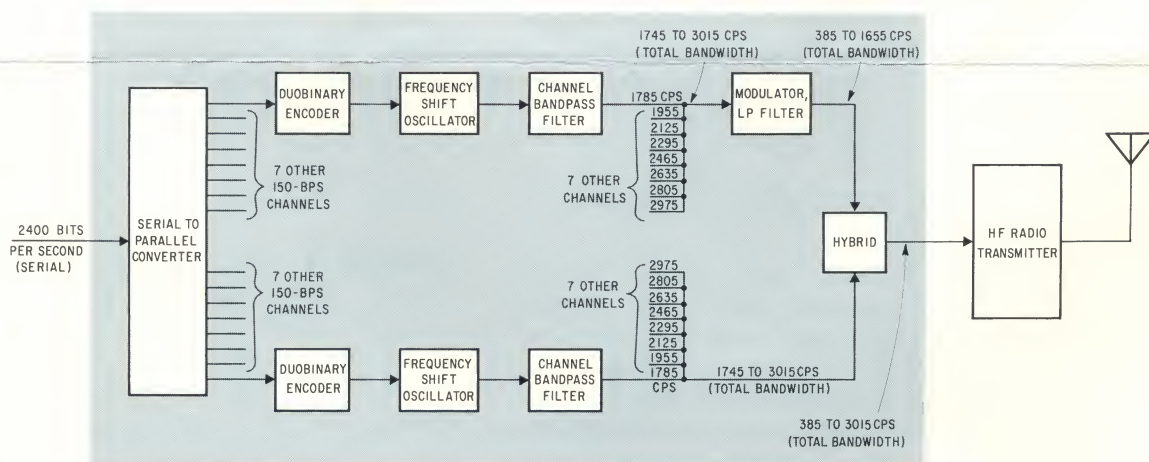 1745 TO 3015 CPS
(TOTAL BANDWIDTH)
385 TO 1655 CPS
(TOTAL BANDWIDTH)
2400 BITS
PER SECOND
(SERIAL)
SERIAL TO
PARALLEL
CONVERTER
DUOBINARY
ENCODER
FREQUENCY
SHIFT
OSCILLATOR
CHANNEL
BANDPASS
FILTER
1785 CPS
1955
2125
2295
2465
2635
2805
2975
7 OTHER
150-BPS
CHANNELS
7 OTHER
CHANNELS
MODULATOR,
LP FILTER
HYBRID
HF RADIO
TRANSMITTER
7 OTHER
150-BPS
CHANNELS
7 OTHER
CHANNELS
2975
2805
2635
2465
2295
2125
1955
1785
CPS
DUOBINARY
ENCODER
FREQUENCY
SHIFT
OSCILLATOR
CHANNEL
BANDPASS
FILTER
1745 TO 3015 CPS
(TOTAL BANDWIDTH)
385 TO 3015 CPS
(TOTAL BANDWIDTH)